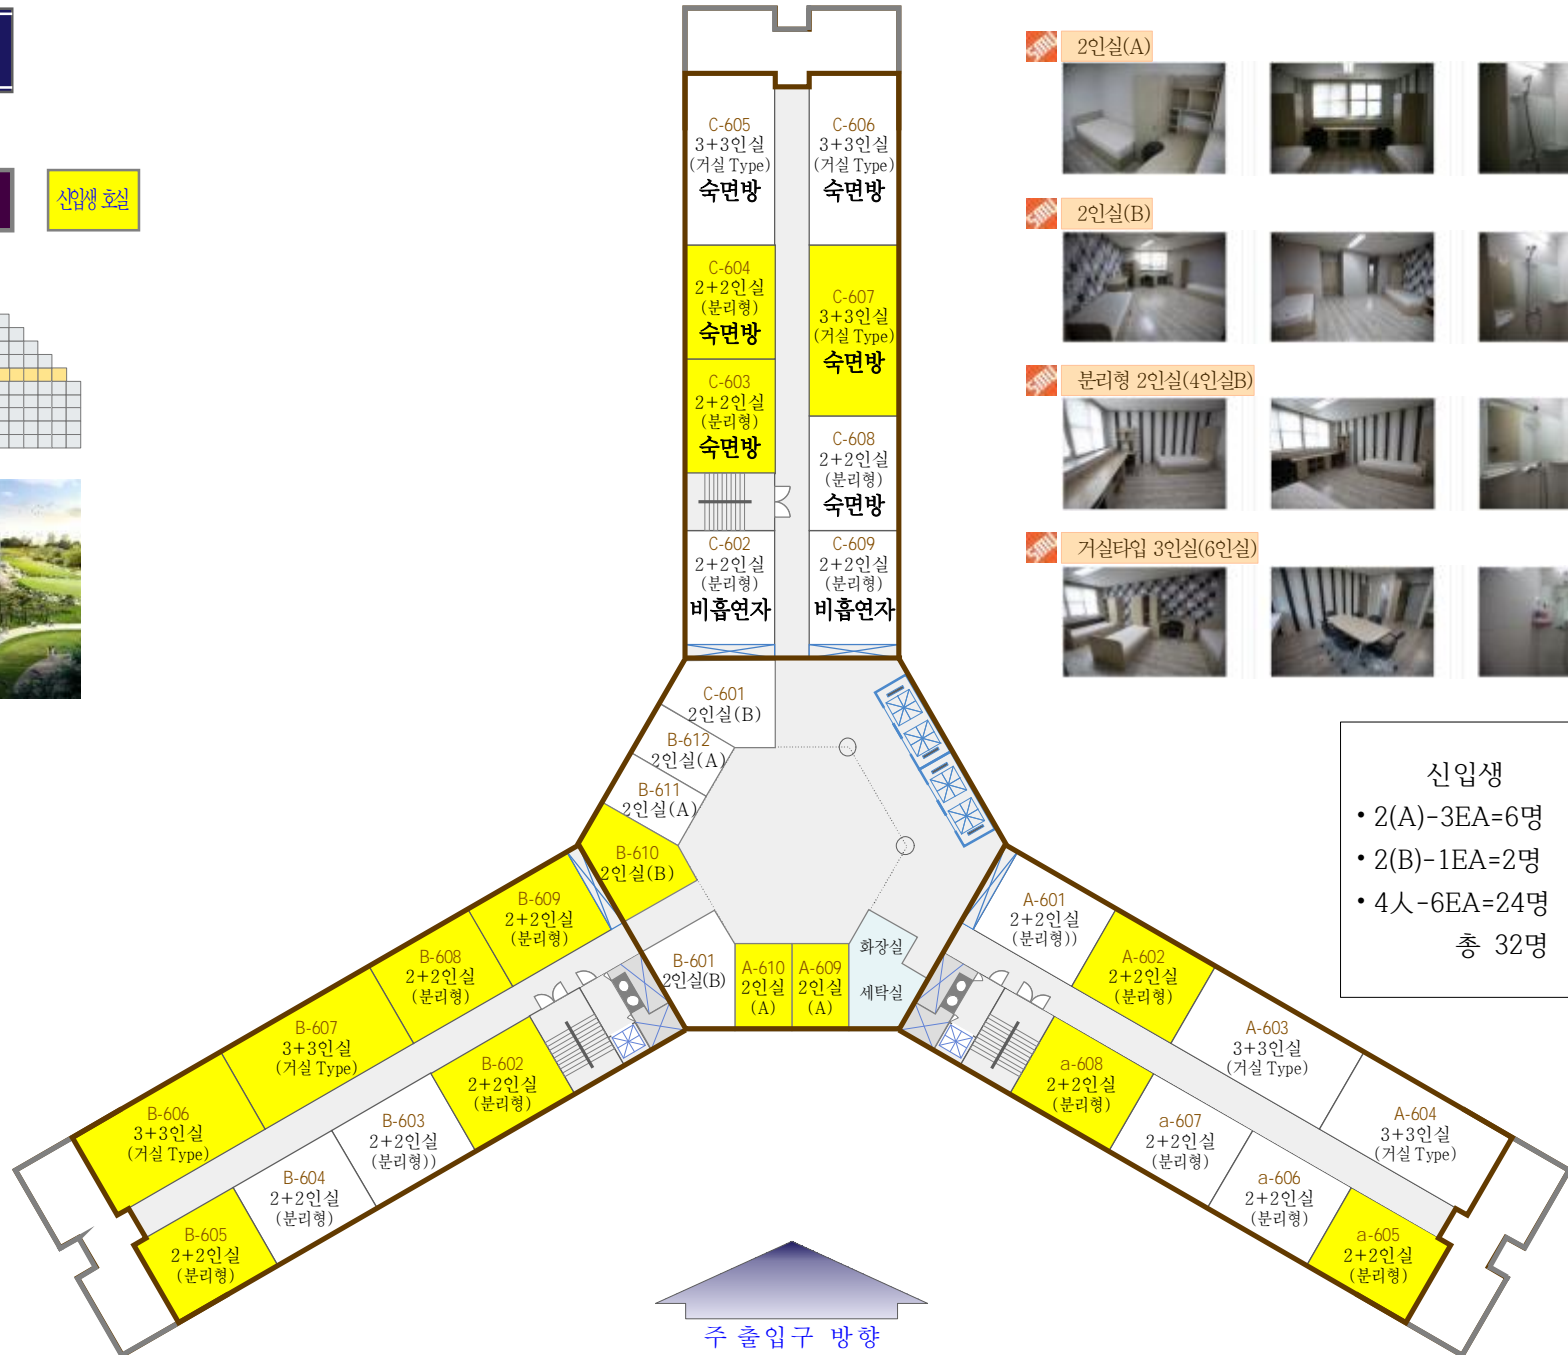 신입생 호실
2인실(A)
2인실(B)
분리형 2인실(4인실B)
거실타입 3인실(6인실)
C-605
3+3인실
(거실 Type)
숙면방
C-606
3+3인실
(거실 Type)
숙면방
C-604
2+2인실
(분리형)
숙면방
C-607
3+3인실
(거실 Type)
숙면방
C-603
2+2인실
(분리형)
숙면방
C-608
2+2인실
(분리형)
숙면방
C-602
2+2인실
(분리형)
비흡연자
C-609
2+2인실
(분리형)
비흡연자
C-601
2인실(B)
B-612
2인실(A)
B-611
2인실(A)
B-610
2인실(B)
B-609
2+2인실
(분리형)
B-608
2+2인실
(분리형)
B-607
3+3인실
(거실 Type)
B-606
3+3인실
(거실 Type)
B-605
2+2인실
(분리형)
B-604
2+2인실
(분리형)
B-603
2+2인실
(분리형))
B-602
2+2인실
(분리형)
B-601
2인실(B)
A-610
2인실
(A)
A-609
2인실
(A)
화장실
세탁실
A-601
2+2인실
(분리형))
A-602
2+2인실
(분리형)
A-603
3+3인실
(거실 Type)
A-604
3+3인실
(거실 Type)
a-608
2+2인실
(분리형)
a-607
2+2인실
(분리형)
a-606
2+2인실
(분리형)
a-605
2+2인실
(분리형)
신입생
• 2(A)-3EA=6명
• 2(B)-1EA=2명
• 4人-6EA=24명
총 32명
주 출입구 방향